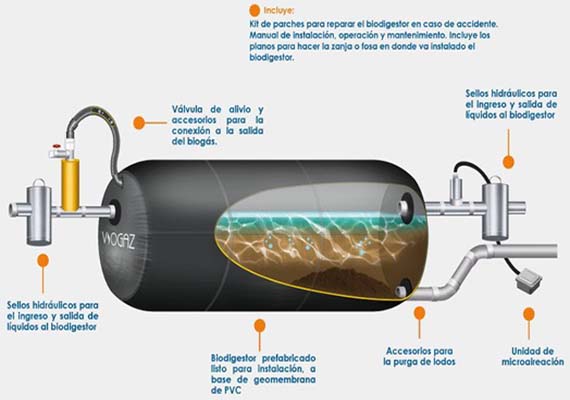 Incluye:
Kit de parches para reparar el biodigestor en caso de accidente.
Manual de instalación, operación y mantenimiento. Incluye los
planos para hacer la zanja o fosa en donde va instalado el
biodigestor.
Sellos hidráulicos para
el ingreso y salida de
líquidos al biodigestor
Válvula de alivio y
accesorios para la
conexión a la salida
del biogás.
VIOGAZ
Sellos hidráulicos para
el ingreso y salida de
líquidos al biodigestor
Biodigestor prefabricado
listo para instalación, a
base de geomembrana
de PVC
Accesorios para
la purga de lodos
Unidad de
microaireación